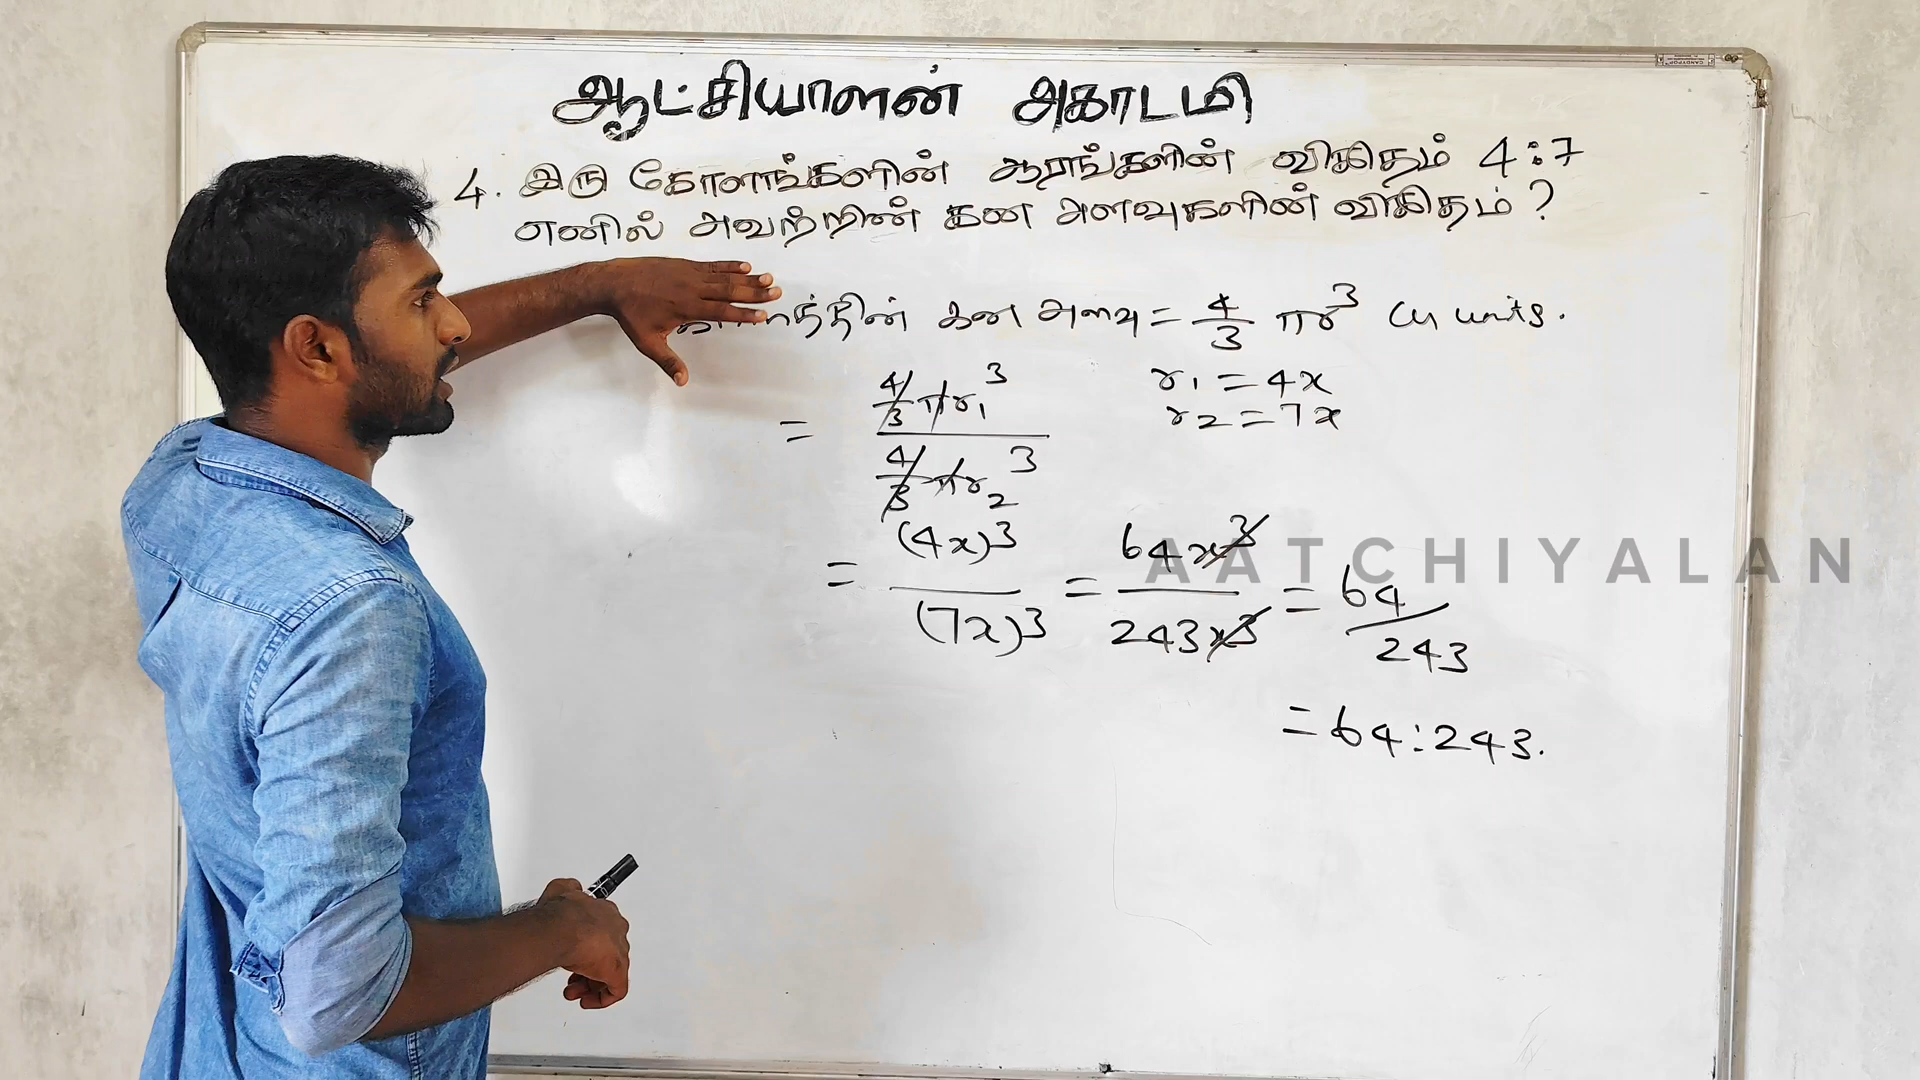 ஆட்சியாளன் அகாடமி
4. இரு கோளங்களின் ஆரங்களின் விகிதம் 4:7
எனில் அவற்றின் கன அளவுகளின் விகிதம் ?
கன அளவு = 4/3 πr³ cu units.
= 4/3 πr₁³ / 4/3 πr₂³
r₁ = 4x
r₂ = 7x
= (4x)³ / (7x)³ = 64x³ / 243x³ = 64 / 243
= 64:243.
AATCHIYALAN